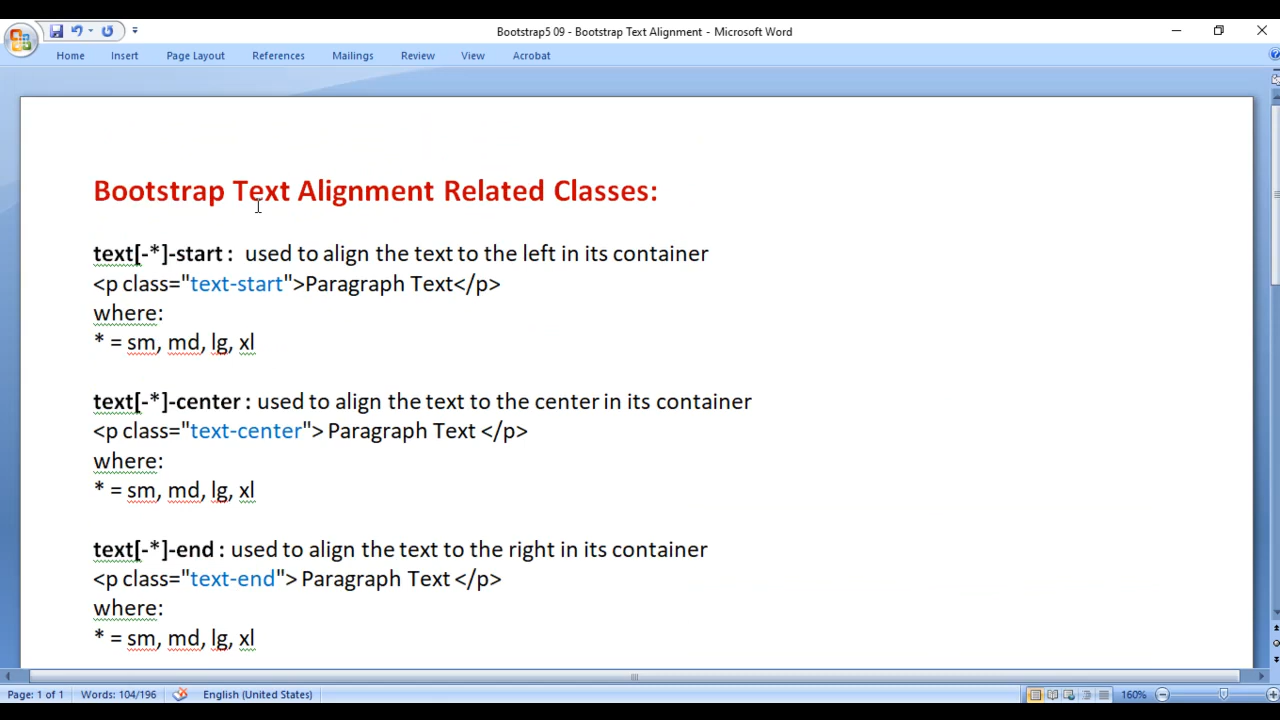 Bootstrap5 09 - Bootstrap Text Alignment - Microsoft Word
Home Insert Page Layout References Mailings Review View Acrobat
Bootstrap Text Alignment Related Classes:
text[-*]-start :  used to align the text to the left in its container
<p class="text-start">Paragraph Text</p>
where:
* = sm, md, lg, xl
text[-*]-center : used to align the text to the center in its container
<p class="text-center"> Paragraph Text </p>
where:
* = sm, md, lg, xl
text[-*]-end : used to align the text to the right in its container
<p class="text-end"> Paragraph Text </p>
where:
* = sm, md, lg, xl
Page: 1 of 1 Words: 104/196 English (United States) 160%